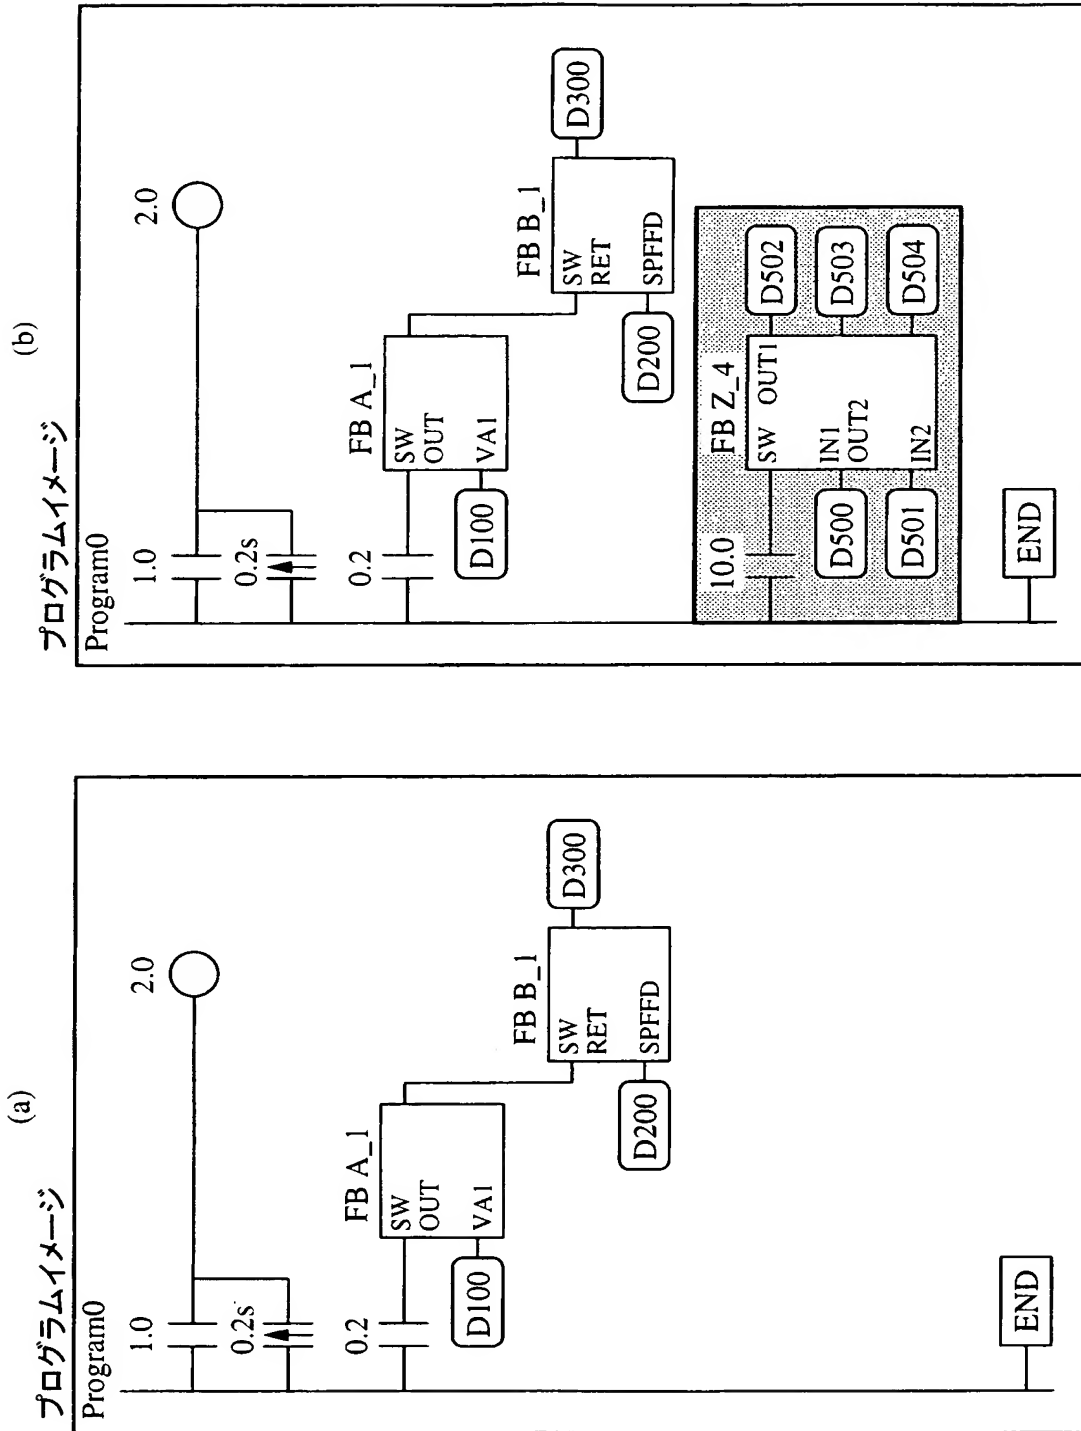 (a)
プログラムイメージ
Program0
1.0
2.0
0.2s
0.2
FB A_1
SW
OUT
VA1
D100
FB B_1
SW
RET
SPFFD
D200
D300
END
(b)
プログラムイメージ
Program0
1.0
2.0
0.2s
0.2
FB A_1
SW
OUT
VA1
D100
FB B_1
SW
RET
SPFFD
D200
D300
10.0
FB Z_4
SW OUT1
D502
IN1
OUT2
D500
D503
IN2
D501
D504
END